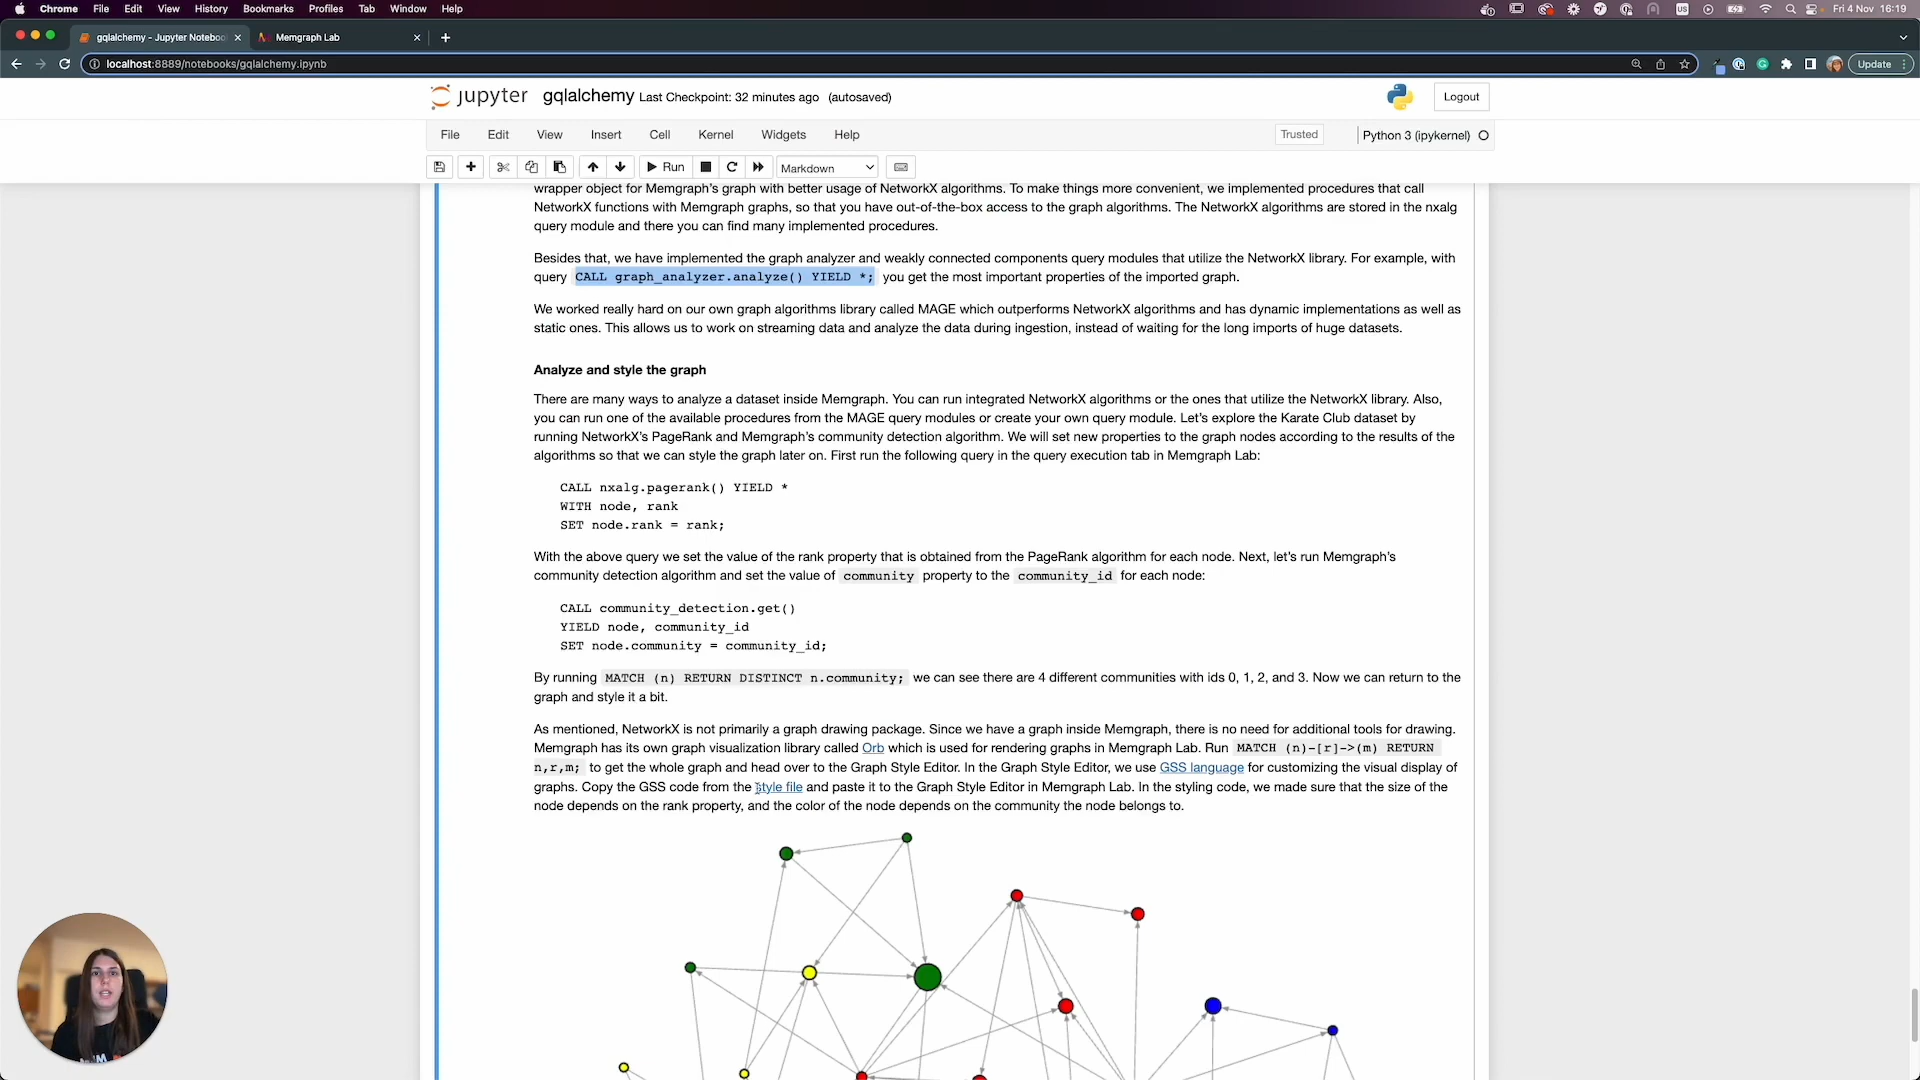 Chrome File Edit View History Bookmarks Profiles Tab Window Help
US Fri 4 Nov 16:19
gqlalchemy - Jupyter Notebook
Memgraph Lab
localhost:8889/notebooks/gqlalchemy.ipynb
Update
jupyter gqlalchemy Last Checkpoint: 32 minutes ago (autosaved)
Logout
File Edit View Insert Cell Kernel Widgets Help
Trusted
Python 3 (ipykernel)
Run
Markdown
wrapper object for Memgraph's graph with better usage of NetworkX algorithms. To make things more convenient, we implemented procedures that call
NetworkX functions with Memgraph graphs, so that you have out-of-the-box access to the graph algorithms. The NetworkX algorithms are stored in the nxalg
query module and there you can find many implemented procedures.
Besides that, we have implemented the graph analyzer and weakly connected components query modules that utilize the NetworkX library. For example, with
query CALL graph_analyzer.analyze() YIELD *; you get the most important properties of the imported graph.
We worked really hard on our own graph algorithms library called MAGE which outperforms NetworkX algorithms and has dynamic implementations as well as
static ones. This allows us to work on streaming data and analyze the data during ingestion, instead of waiting for the long imports of huge datasets.
Analyze and style the graph
There are many ways to analyze a dataset inside Memgraph. You can run integrated NetworkX algorithms or the ones that utilize the NetworkX library. Also,
you can run one of the available procedures from the MAGE query modules or create your own query module. Let's explore the Karate Club dataset by
running NetworkX's PageRank and Memgraph's community detection algorithm. We will set new properties to the graph nodes according to the results of the
algorithms so that we can style the graph later on. First run the following query in the query execution tab in Memgraph Lab:
CALL nxalg.pagerank() YIELD *
WITH node, rank
SET node.rank = rank;
With the above query we set the value of the rank property that is obtained from the PageRank algorithm for each node. Next, let's run Memgraph's
community detection algorithm and set the value of community property to the community_id for each node:
CALL community_detection.get()
YIELD node, community_id
SET node.community = community_id;
By running MATCH (n) RETURN DISTINCT n.community; we can see there are 4 different communities with ids 0, 1, 2, and 3. Now we can return to the
graph and style it a bit.
As mentioned, NetworkX is not primarily a graph drawing package. Since we have a graph inside Memgraph, there is no need for additional tools for drawing.
Memgraph has its own graph visualization library called Orb which is used for rendering graphs in Memgraph Lab. Run MATCH (n)-[r]->(m) RETURN
n,r,m; to get the whole graph and head over to the Graph Style Editor. In the Graph Style Editor, we use GSS language for customizing the visual display of
graphs. Copy the GSS code from the style file and paste it to the Graph Style Editor in Memgraph Lab. In the styling code, we made sure that the size of the
node depends on the rank property, and the color of the node depends on the community the node belongs to.